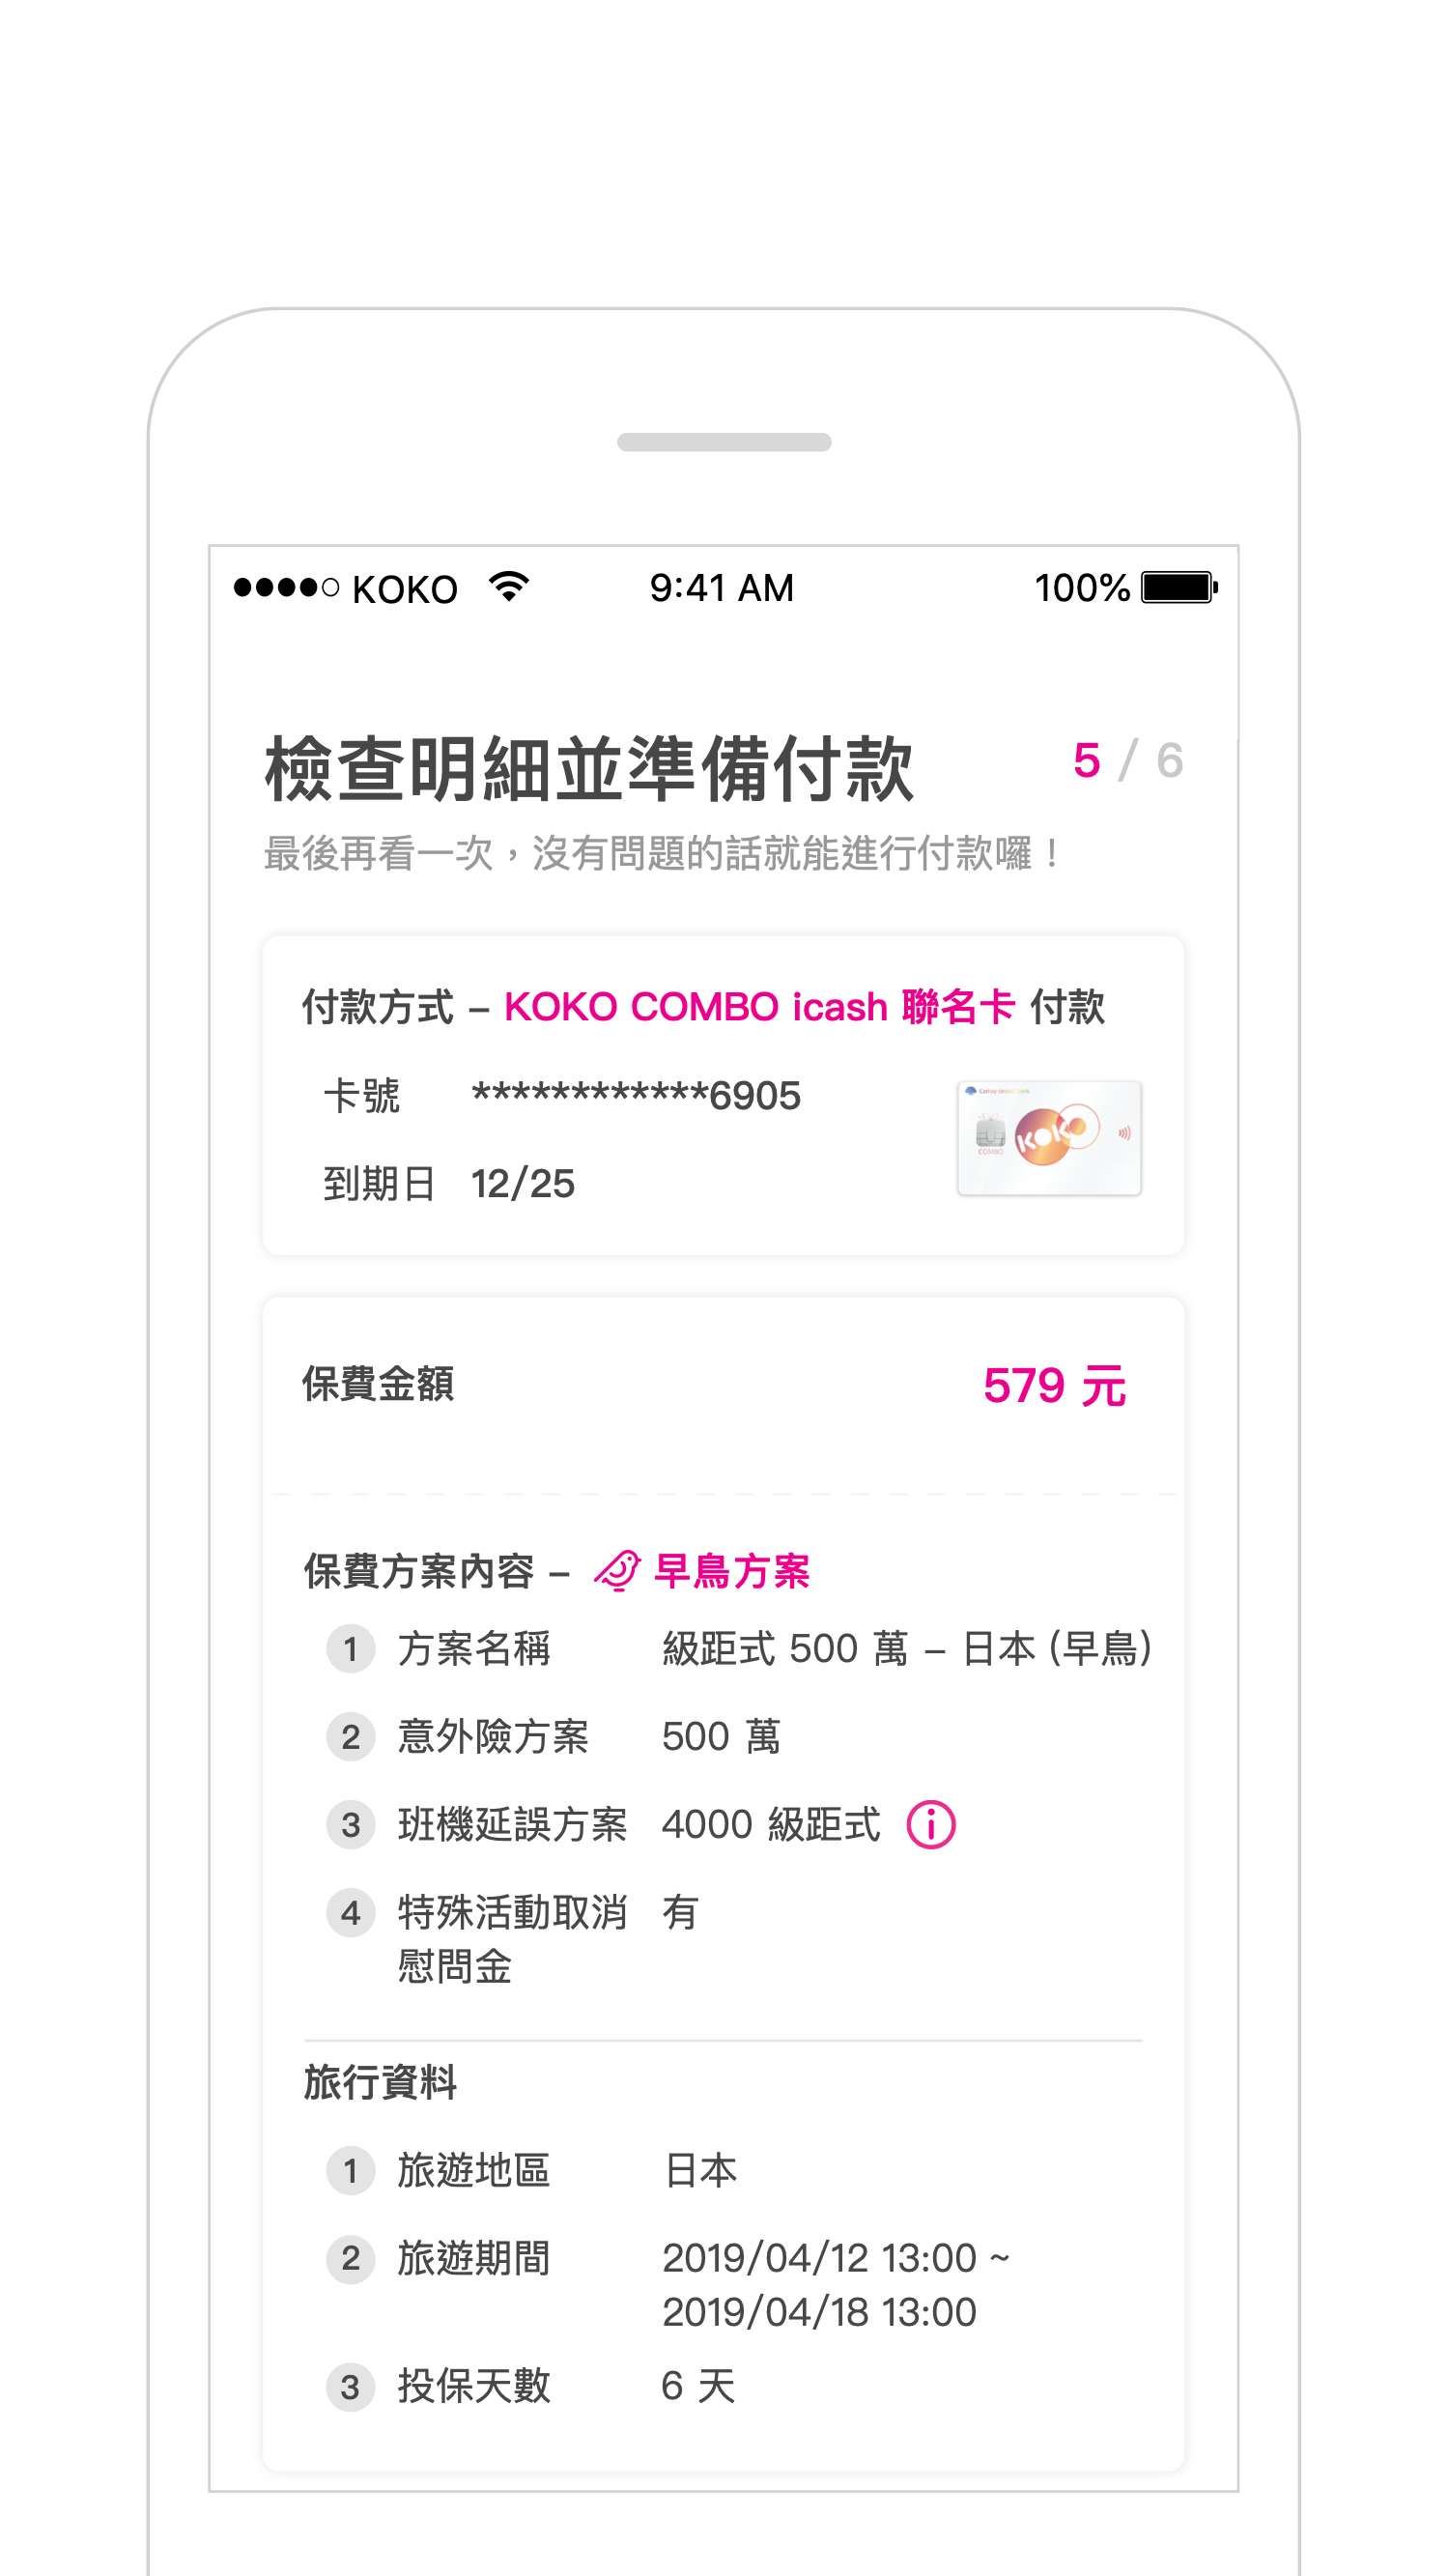 KOKO 9:41 AM 100%
檢查明細並準備付款 5 / 6
最後再看一次，沒有問題的話就能進行付款囉！
付款方式 – KOKO COMBO icash 聯名卡 付款
卡號 ************6905
Cathay United Bank
KOKO
COMBO
到期日 12/25
保費金額 579 元
保費方案內容 – 早鳥方案
1 方案名稱 級距式 500 萬 – 日本 (早鳥)
2 意外險方案 500 萬
3 班機延誤方案 4000 級距式
4 特殊活動取消 有
慰問金
旅行資料
1 旅遊地區 日本
2 旅遊期間 2019/04/12 13:00 ~
2019/04/18 13:00
3 投保天數 6 天